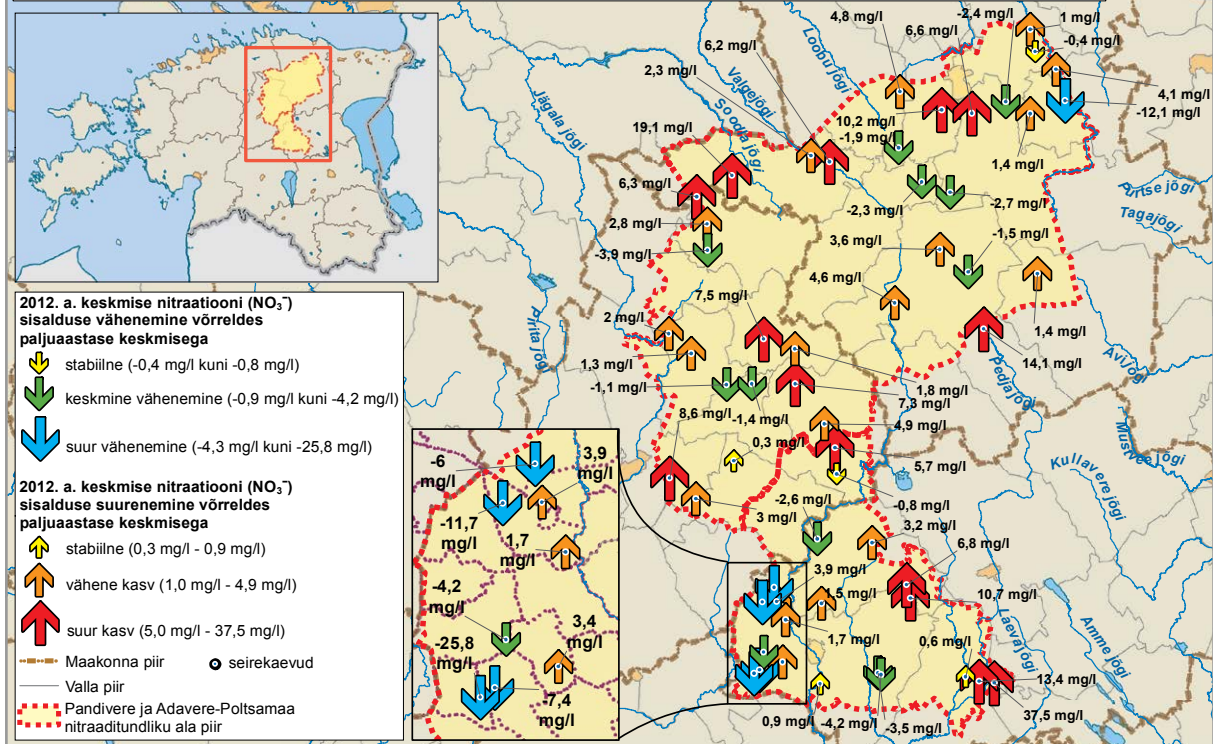 -2,4 mg/l
4,8 mg/l
6,6 mg/l
1 mg/l
-0,4 mg/l
6,2 mg/l
2,3 mg/l
Valgejõgi
Loobu jõgi
Jägala jõgi
Soodla jõgi
4,1 mg/l
-12,1 mg/l
10,2 mg/l
-1,9 mg/l
19,1 mg/l
1,4 mg/l
6,3 mg/l
Purtse jõgi
Tagajõgi
2,8 mg/l
-2,3 mg/l
-2,7 mg/l
-3,9 mg/l
3,6 mg/l
-1,5 mg/l
4,6 mg/l
7,5 mg/l
2 mg/l
Pirita jõgi
1,4 mg/l
14,1 mg/l
1,3 mg/l
Avijõgi
Pedja jõgi
-1,1 mg/l
1,8 mg/l
7,3 mg/l
8,6 mg/l
-1,4 mg/l
4,9 mg/l
0,3 mg/l
5,7 mg/l
Mustvee jõgi
Kullavere jõgi
-2,6 mg/l
-0,8 mg/l
3 mg/l
3,2 mg/l
6,8 mg/l
3,9 mg/l
1,5 mg/l
10,7 mg/l
1,7 mg/l
0,6 mg/l
Laeva jõgi
Amme jõgi
13,4 mg/l
37,5 mg/l
0,9 mg/l
-4,2 mg/l
-3,5 mg/l
2012. a. keskmise nitraatiooni (NO₃⁻)
sisalduse vähenemine võrreldes
paljuaastase keskmisega
stabiilne (-0,4 mg/l kuni -0,8 mg/l)
keskmine vähenemine (-0,9 mg/l kuni -4,2 mg/l)
suur vähenemine (-4,3 mg/l kuni -25,8 mg/l)
2012. a. keskmise nitraatiooni (NO₃⁻)
sisalduse suurenemine võrreldes
paljuaastase keskmisega
stabiilne (0,3 mg/l - 0,9 mg/l)
vähene kasv (1,0 mg/l - 4,9 mg/l)
suur kasv (5,0 mg/l - 37,5 mg/l)
Maakonna piir
seirekaevud
Valla piir
Pandivere ja Adavere-Poltsamaa
nitraaditundliku ala piir
-6
mg/l
3,9
mg/l
-11,7
mg/l
1,7
mg/l
-4,2
mg/l
3,4
mg/l
-25,8
mg/l
-7,4
mg/l